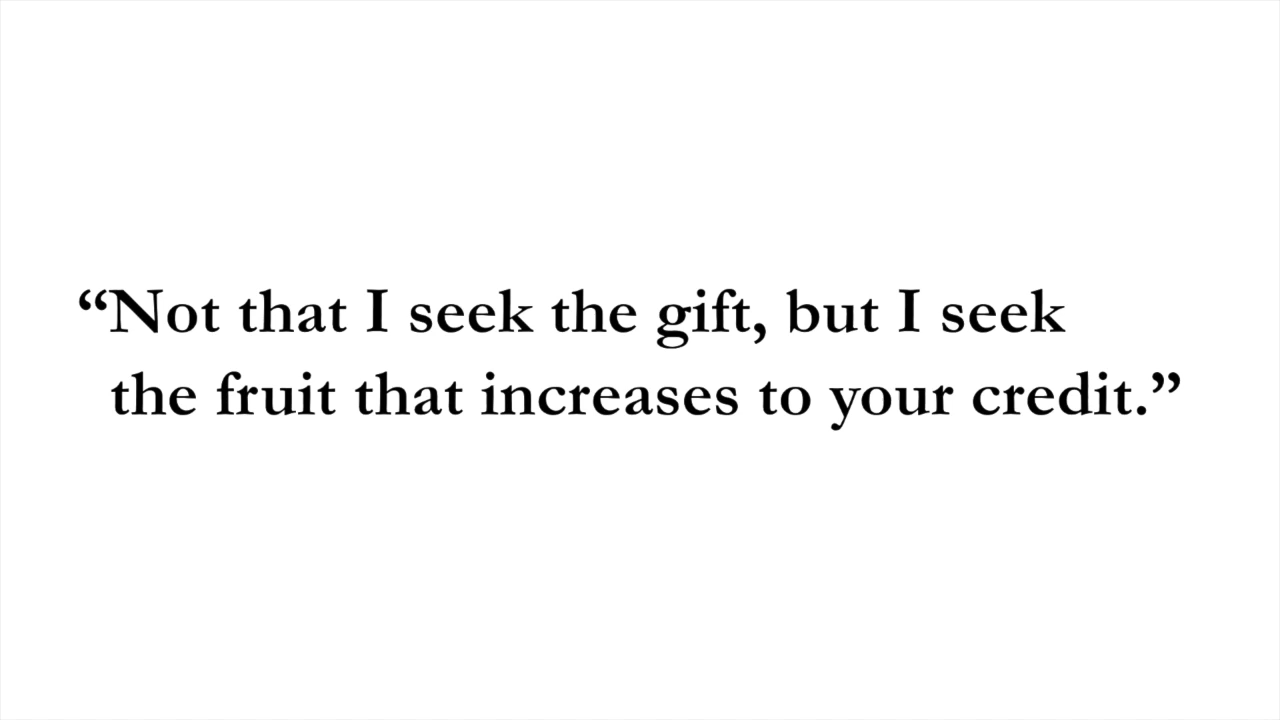 “Not that I seek the gift, but I seek
the fruit that increases to your credit.”